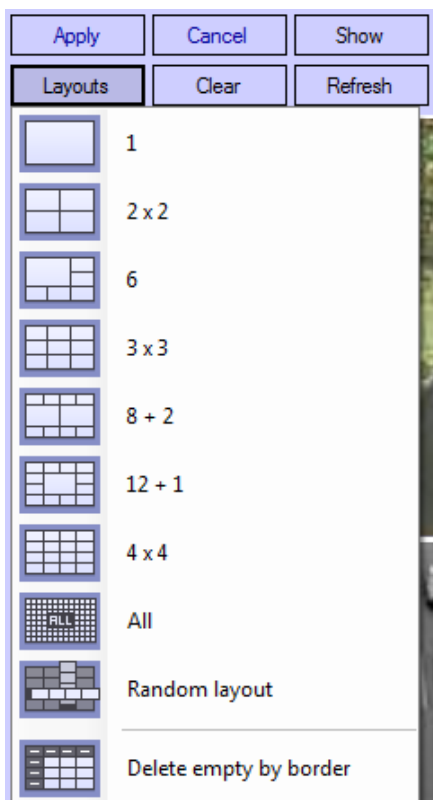 Apply Cancel Show
Layouts Clear Refresh
1
2 x 2
6
3 x 3
8 + 2
12 + 1
4 x 4
ALL All
Random layout
Delete empty by border